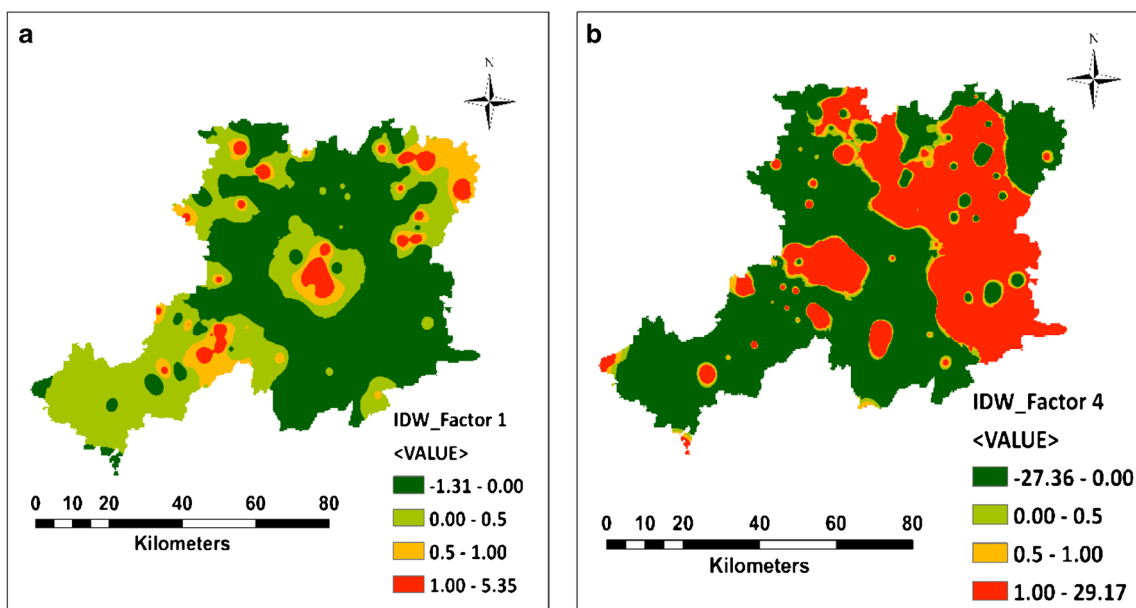 a
N
IDW_Factor 1
<VALUE>
-1.31 - 0.00
0.00 - 0.5
0.5 - 1.00
1.00 - 5.35
0 10 20 40 60 80
Kilometers
b
N
IDW_Factor 4
<VALUE>
-27.36 - 0.00
0.00 - 0.5
0.5 - 1.00
1.00 - 29.17
0 10 20 40 60 80
Kilometers